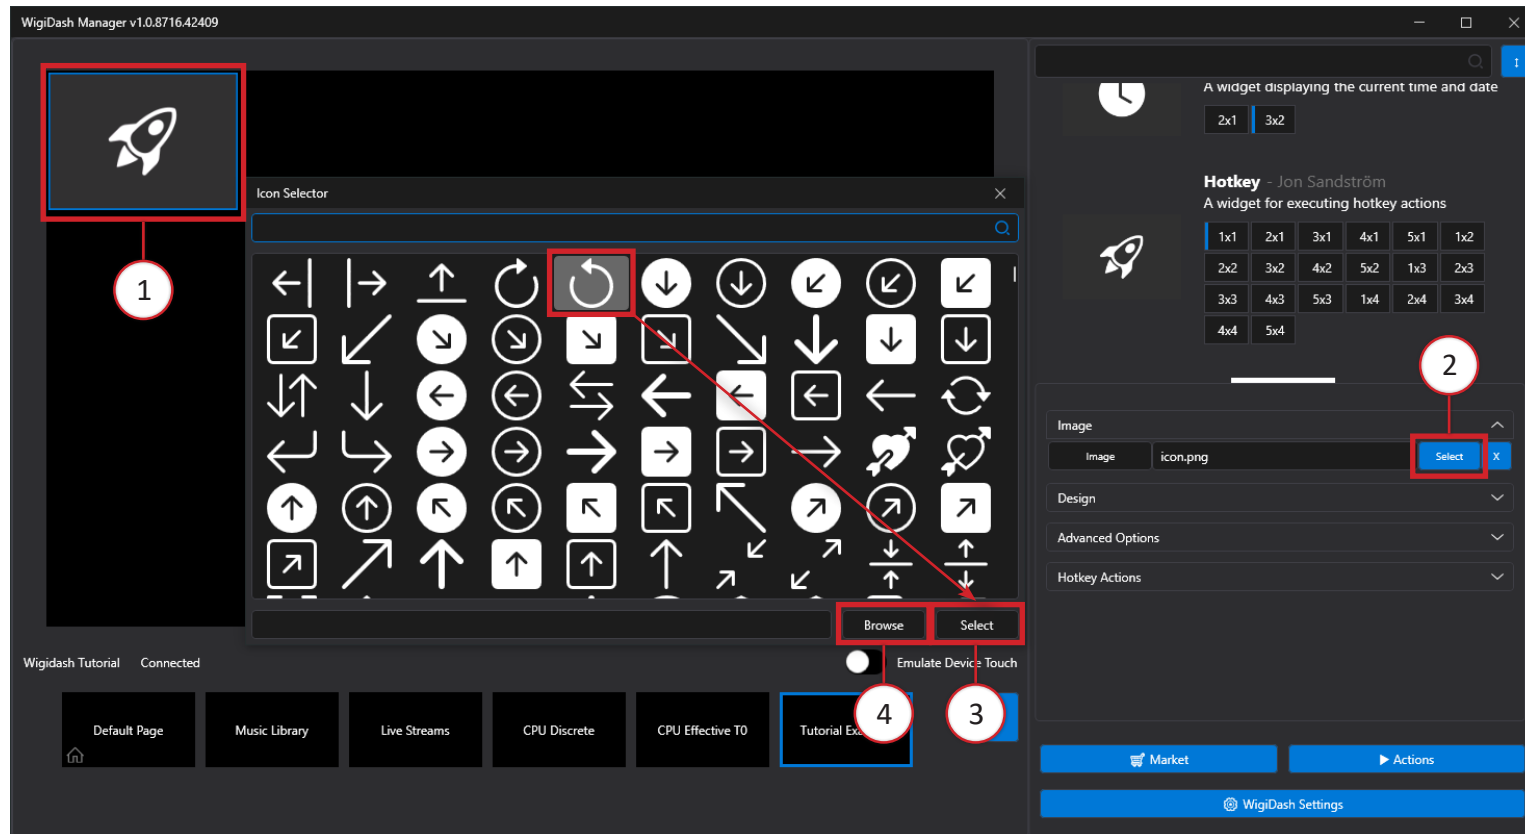 WigiDash Manager v1.0.8716.42409
A widget displaying the current time and date
2x1 3x2
Hotkey - Jon Sandström
A widget for executing hotkey actions
1x1 2x1 3x1 4x1 5x1 1x2
2x2 3x2 4x2 5x2 1x3 2x3
3x3 4x3 5x3 1x4 2x4 3x4
4x4 5x4
Icon Selector
1
2
Image
Image icon.png Select X
Design
Advanced Options
Hotkey Actions
Browse Select
Wigidash Tutorial Connected
Emulate Device Touch
4 3
Default Page Music Library Live Streams CPU Discrete CPU Effective T0 Tutorial
Market Actions
WigiDash Settings